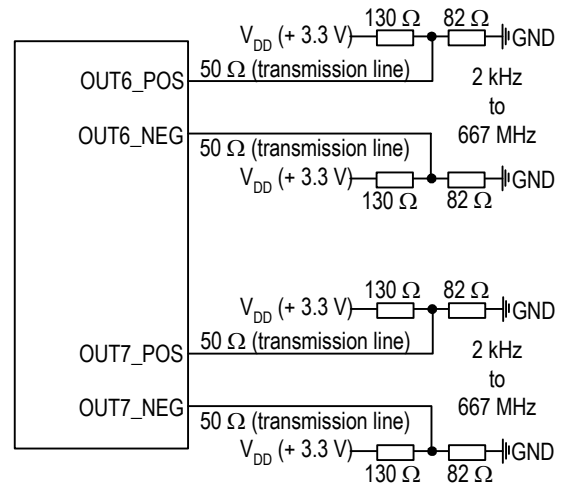 130 Ω 82 Ω
V_DD (+ 3.3 V) GND
OUT6_POS 50 Ω (transmission line) 2 kHz
to
OUT6_NEG 667 MHz
50 Ω (transmission line)
V_DD (+ 3.3 V) GND
130 Ω 82 Ω
130 Ω 82 Ω
V_DD (+ 3.3 V) GND
50 Ω (transmission line)
OUT7_POS 2 kHz
to
OUT7_NEG 667 MHz
50 Ω (transmission line)
V_DD (+ 3.3 V) GND
130 Ω 82 Ω